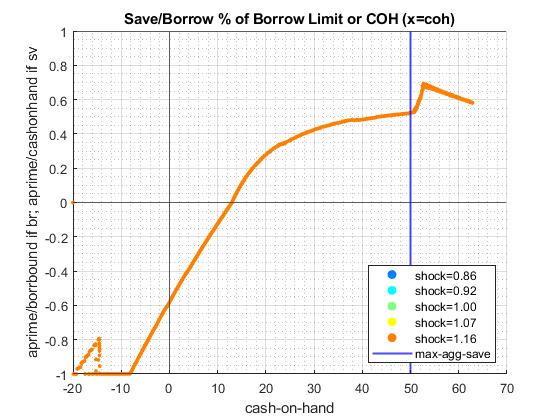 Save/Borrow % of Borrow Limit or COH (x=coh)
aprime/borrbound if br; aprime/cashonhand if sv
1
0.8
0.6
0.4
0.2
0
-0.2
-0.4
-0.6
-0.8
-1
shock=0.86
shock=0.92
shock=1.00
shock=1.07
shock=1.16
max-agg-save
-20 -10 0 10 20 30 40 50 60 70
cash-on-hand